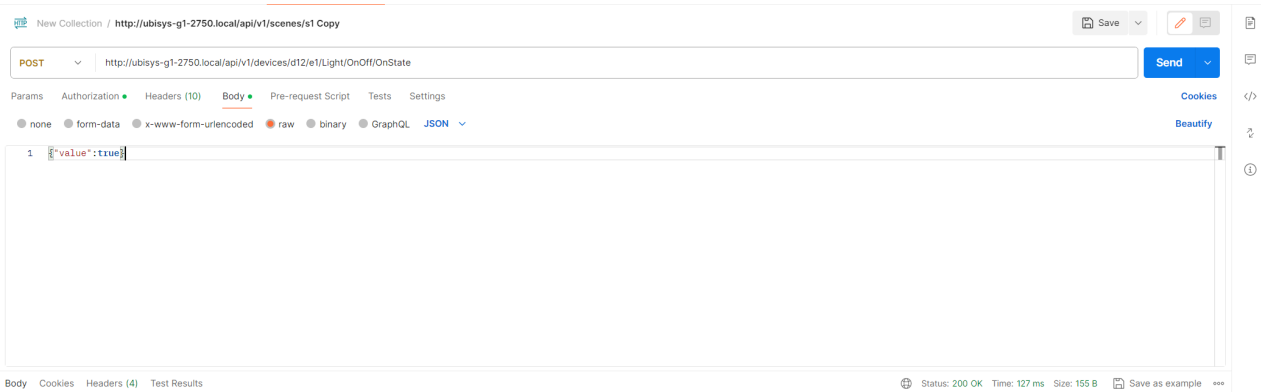 HTTP New Collection / http://ubisys-g1-2750.local/api/v1/scenes/s1 Copy Save
POST http://ubisys-g1-2750.local/api/v1/devices/d12/e1/Light/OnOff/OnState Send
Params Authorization Headers (10) Body Pre-request Script Tests Settings Cookies
none form-data x-www-form-urlencoded raw binary GraphQL JSON Beautify
1 {"value":true}
Body Cookies Headers (4) Test Results Status: 200 OK Time: 127 ms Size: 155 B Save as example